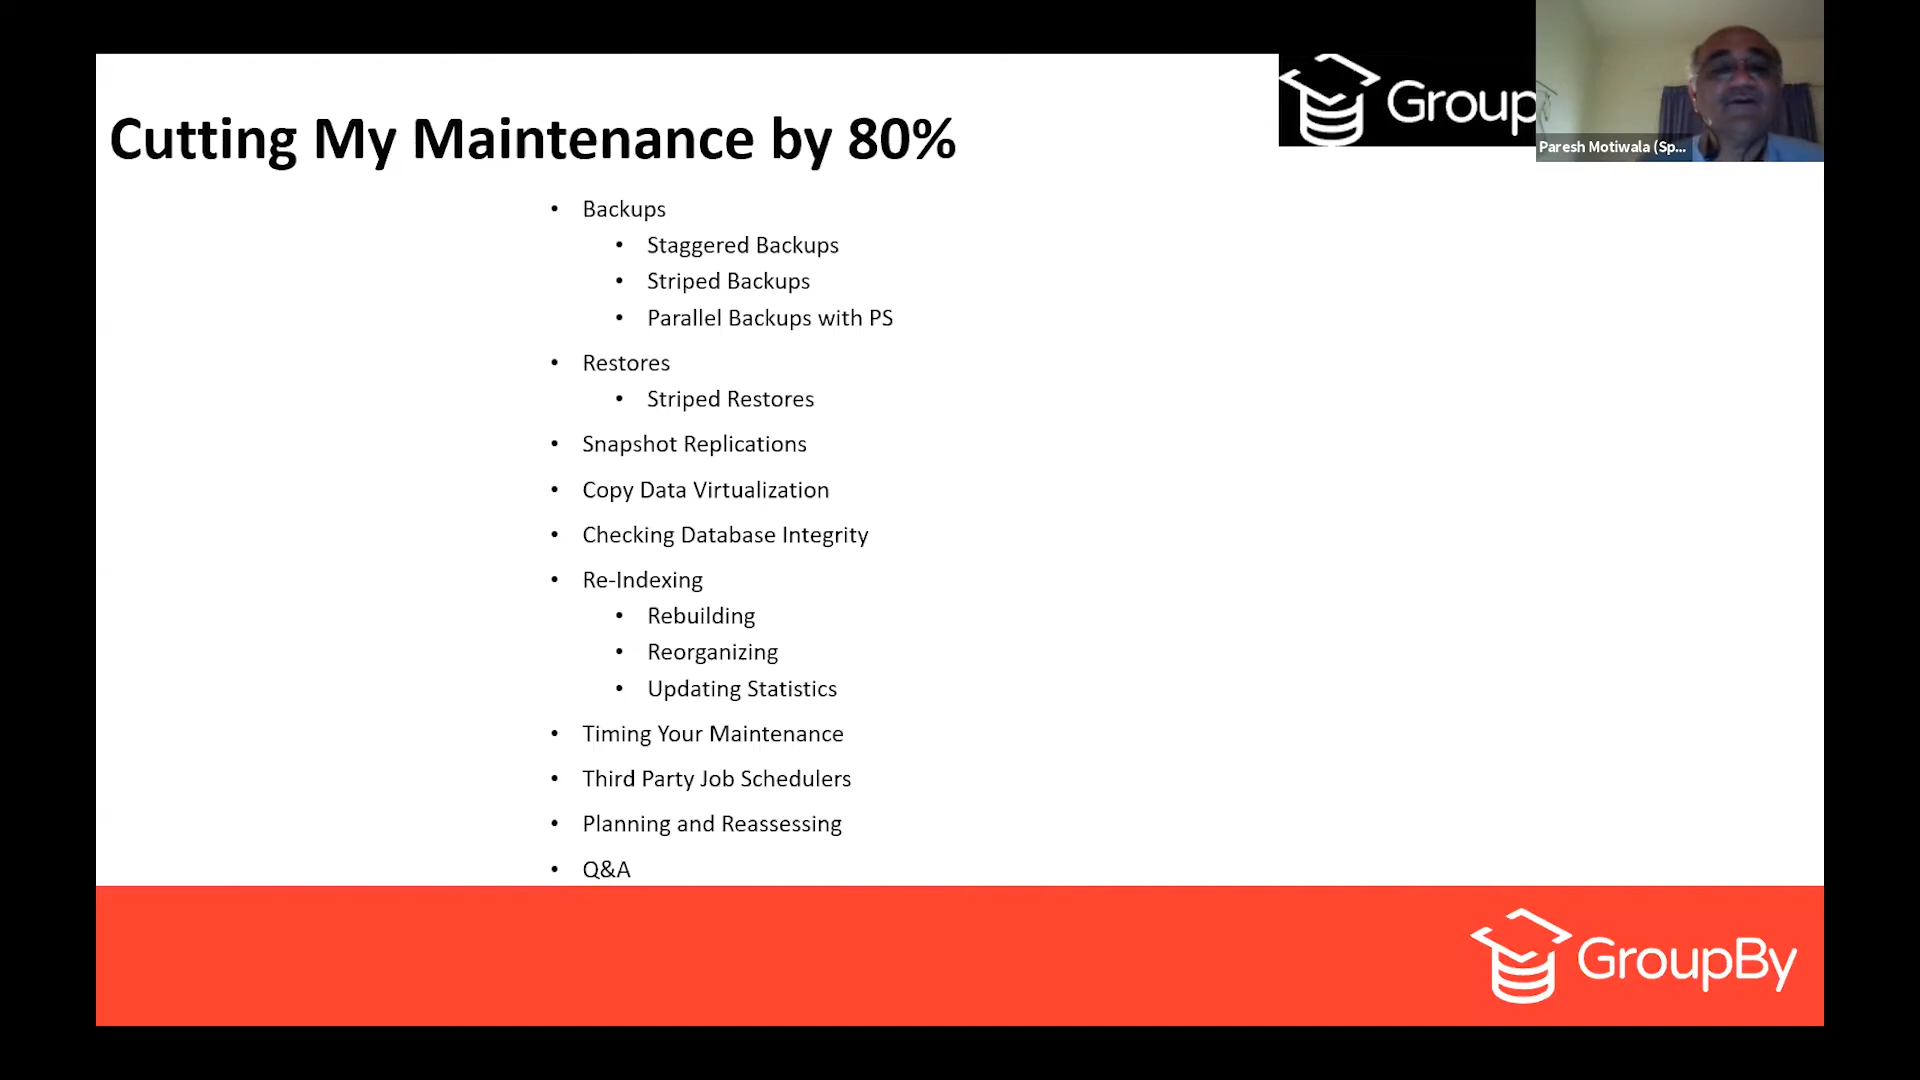 Cutting My Maintenance by 80%
Group
Paresh Motiwala (Sp...
• Backups
• Staggered Backups
• Striped Backups
• Parallel Backups with PS
• Restores
• Striped Restores
• Snapshot Replications
• Copy Data Virtualization
• Checking Database Integrity
• Re-Indexing
• Rebuilding
• Reorganizing
• Updating Statistics
• Timing Your Maintenance
• Third Party Job Schedulers
• Planning and Reassessing
• Q&A
GroupBy